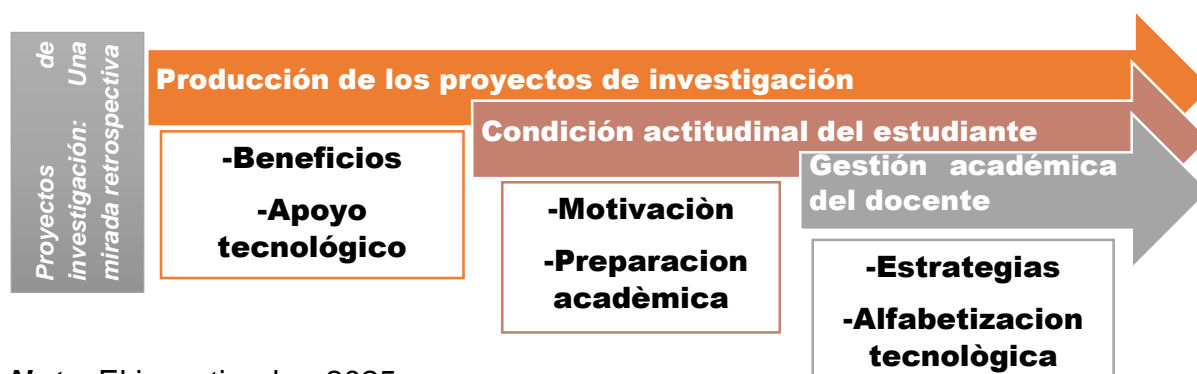 Proyectos de
investigación: Una
mirada retrospectiva
Producción de los proyectos de investigación
-Beneficios
-Apoyo
tecnológico
Condición actitudinal del estudiante
-Motivaciòn
-Preparacion
acadèmica
Gestión académica
del docente
-Estrategias
-Alfabetizacion
tecnològica